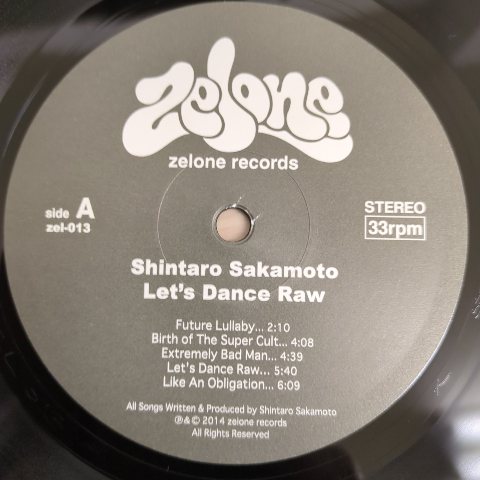 zelone
zelone records
side A
zel-013
STEREO
33rpm
Shintaro Sakamoto
Let's Dance Raw
Future Lullaby... 2:10
Birth of The Super Cult... 4:08
Extremely Bad Man... 4:39
Let's Dance Raw... 5:40
Like An Obligation... 6:09
All Songs Written & Produced by Shintaro Sakamoto
℗ & © 2014 zelone records
All Rights Reserved